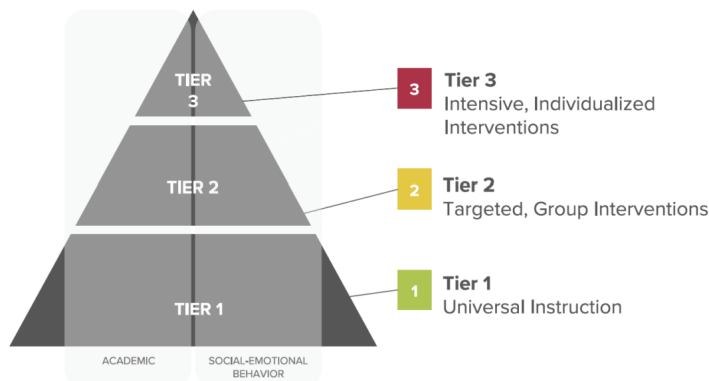 TIER
3
TIER 2
TIER 1
ACADEMIC
SOCIAL-EMOTIONAL
BEHAVIOR
3
Tier 3
Intensive, Individualized
Interventions
2
Tier 2
Targeted, Group Interventions
1
Tier 1
Universal Instruction